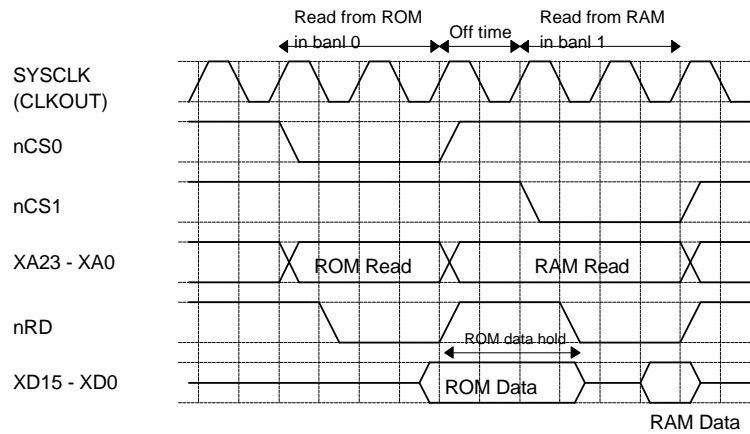 Read from ROM
in banl 0
Off time
Read from RAM
in banl 1
SYSCLK
(CLKOUT)
nCS0
nCS1
XA23 - XA0
ROM Read
RAM Read
nRD
ROM data hold
XD15 - XD0
ROM Data
RAM Data